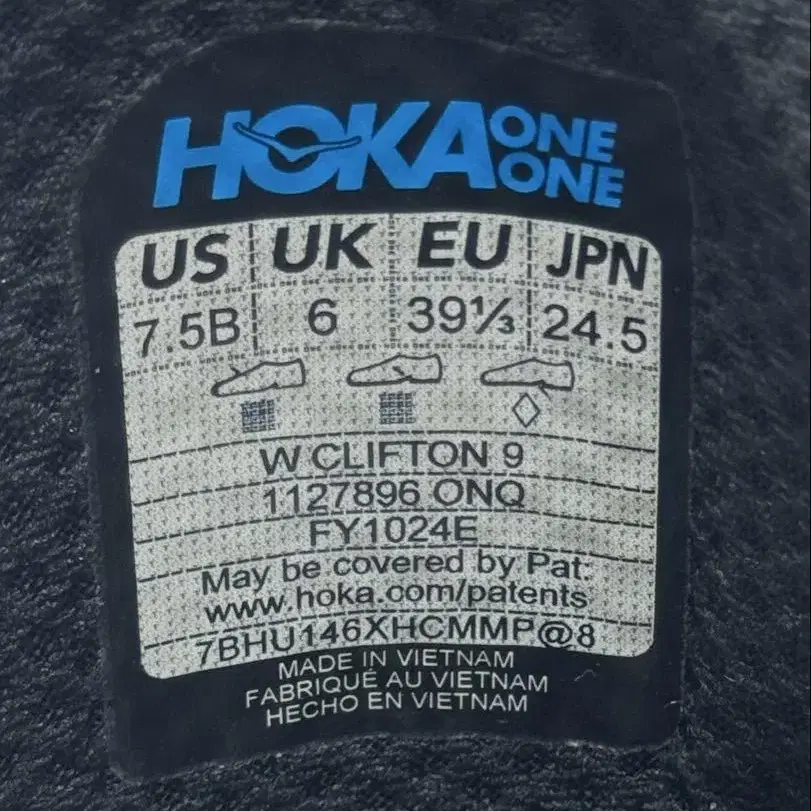 HOKA ONE ONE
US UK EU JPN
7.5B 6 39⅓ 24.5
W CLIFTON 9
1127896 ONQ
FY1024E
May be covered by Pat:
www.hoka.com/patents
7BHU146XHCMMP@8
MADE IN VIETNAM
FABRIQUÉ AU VIETNAM
HECHO EN VIETNAM